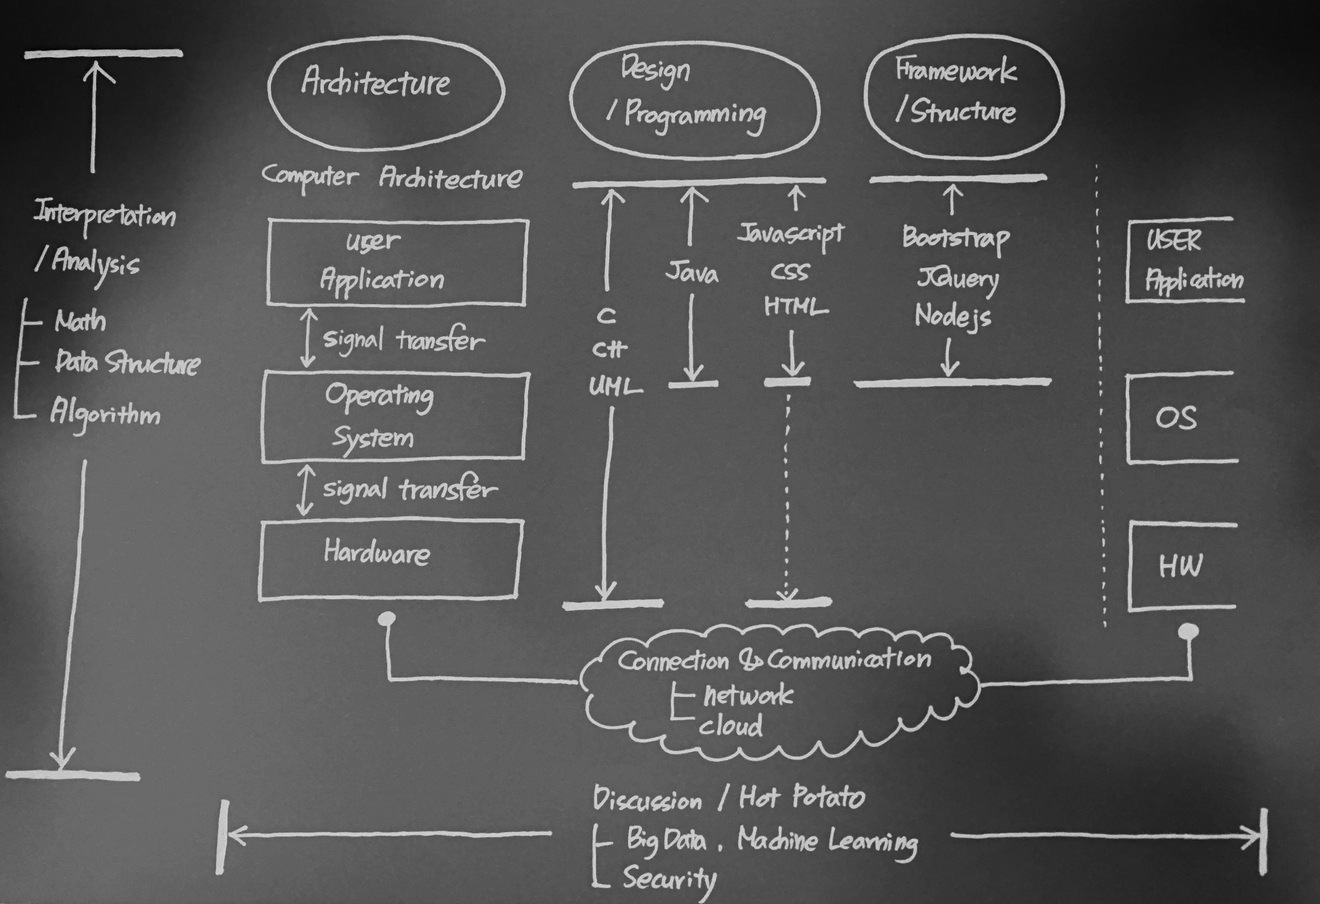 Architecture
Design
/ Programming
Framework
/ Structure
Computer Architecture
Interpretation
/ Analysis
Math
Data Structure
Algorithm
user
Application
signal transfer
Operating
System
signal transfer
Hardware
C
C++
UML
Java
Javascript
CSS
HTML
Bootstrap
JQuery
Nodejs
USER
Application
OS
HW
Connection & Communication
network
cloud
Discussion / Hot Potato
Big Data , Machine Learning
Security